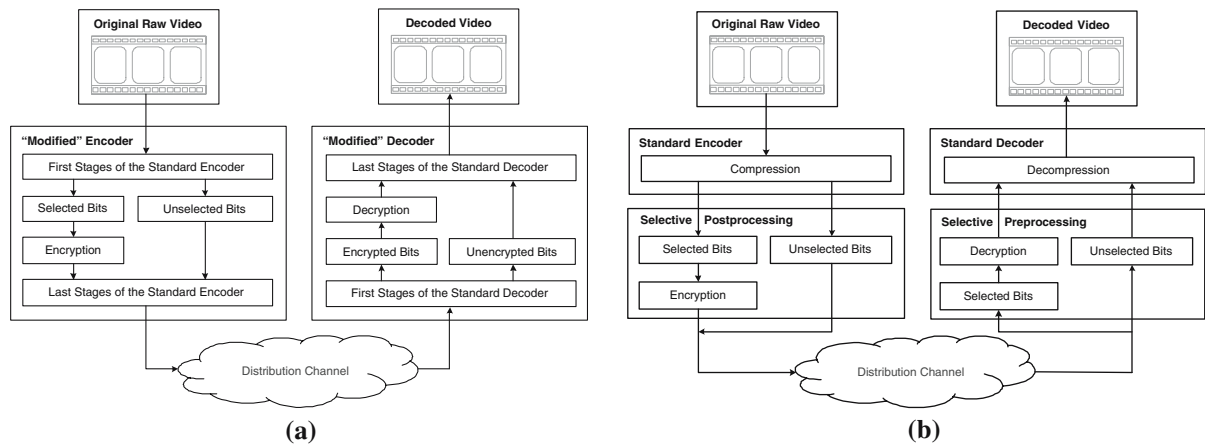 Original Raw Video
Decoded Video
“Modified” Encoder
First Stages of the Standard Encoder
Selected Bits
Unselected Bits
Encryption
Last Stages of the Standard Encoder
“Modified” Decoder
Last Stages of the Standard Decoder
Decryption
Encrypted Bits
Unencrypted Bits
First Stages of the Standard Decoder
Distribution Channel
(a)
Original Raw Video
Decoded Video
Standard Encoder
Compression
Selective Postprocessing
Selected Bits
Unselected Bits
Encryption
Standard Decoder
Decompression
Selective Preprocessing
Decryption
Unselected Bits
Selected Bits
Distribution Channel
(b)